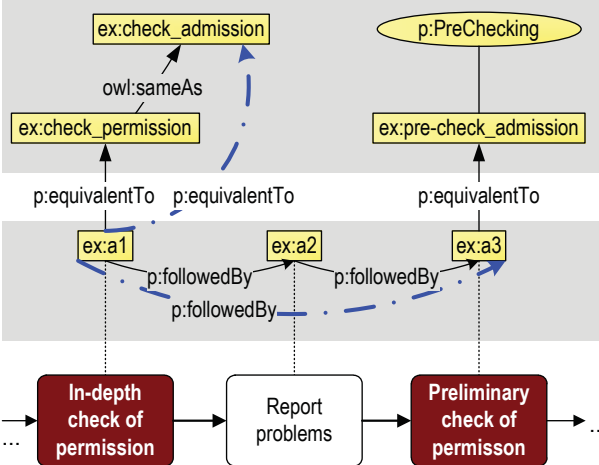 ex:check_admission
p:PreChecking
owl:sameAs
ex:check_permission
ex:pre-check_admission
p:equivalentTo
p:equivalentTo
p:equivalentTo
ex:a1
ex:a2
ex:a3
p:followedBy
p:followedBy
p:followedBy
In-depth
check of
permission
Report
problems
Preliminary
check of
permisson
...
...